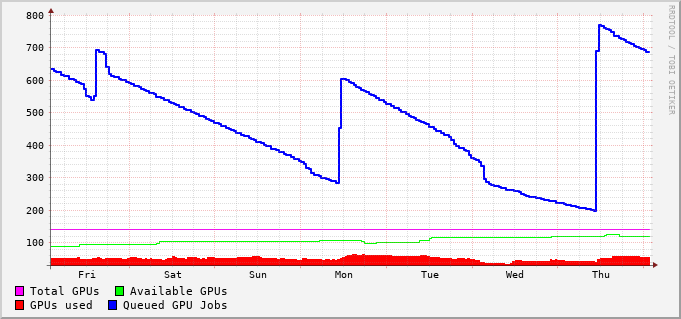 800
700
600
500
400
300
200
100
Fri Sat Sun Mon Tue Wed Thu
RRDTOOL / TOBI OETIKER
Total GPUs Available GPUs
GPUs used Queued GPU Jobs